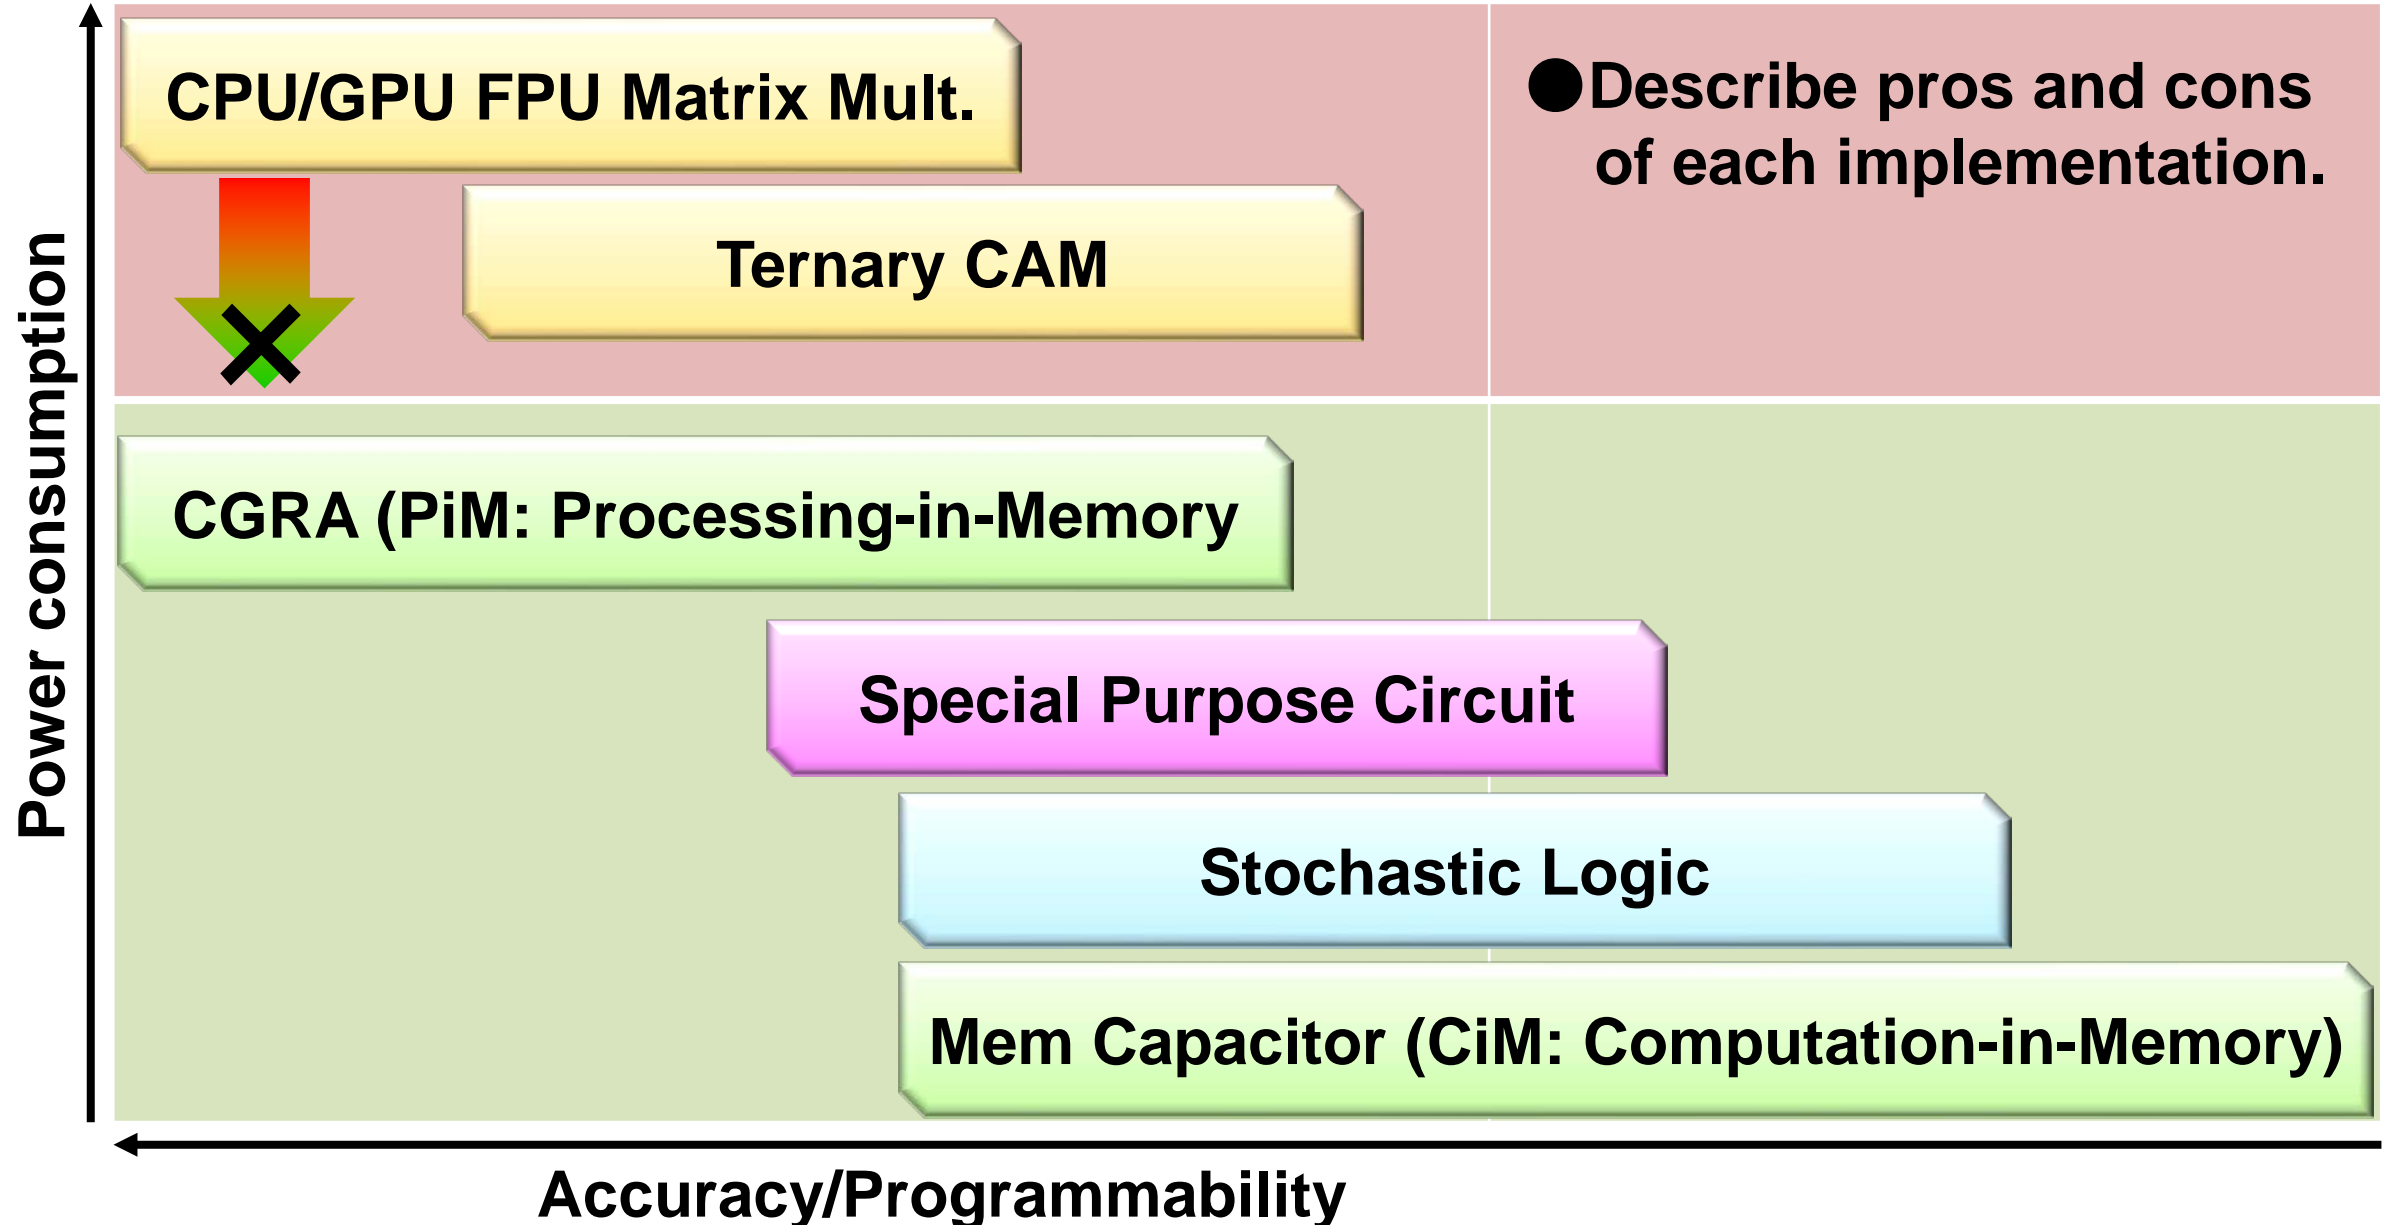 CPU/GPU FPU Matrix Mult.
●Describe pros and cons
of each implementation.
Ternary CAM
Power consumption
CGRA (PiM: Processing-in-Memory
Special Purpose Circuit
Stochastic Logic
Mem Capacitor (CiM: Computation-in-Memory)
Accuracy/Programmability